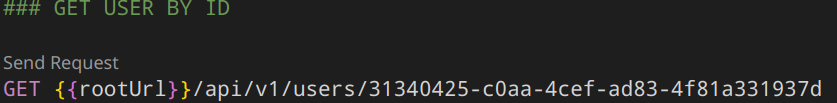 ### GET USER BY ID
Send Request
GET {{rootUrl}}/api/v1/users/31340425-c0aa-4cef-ad83-4f81a331937d